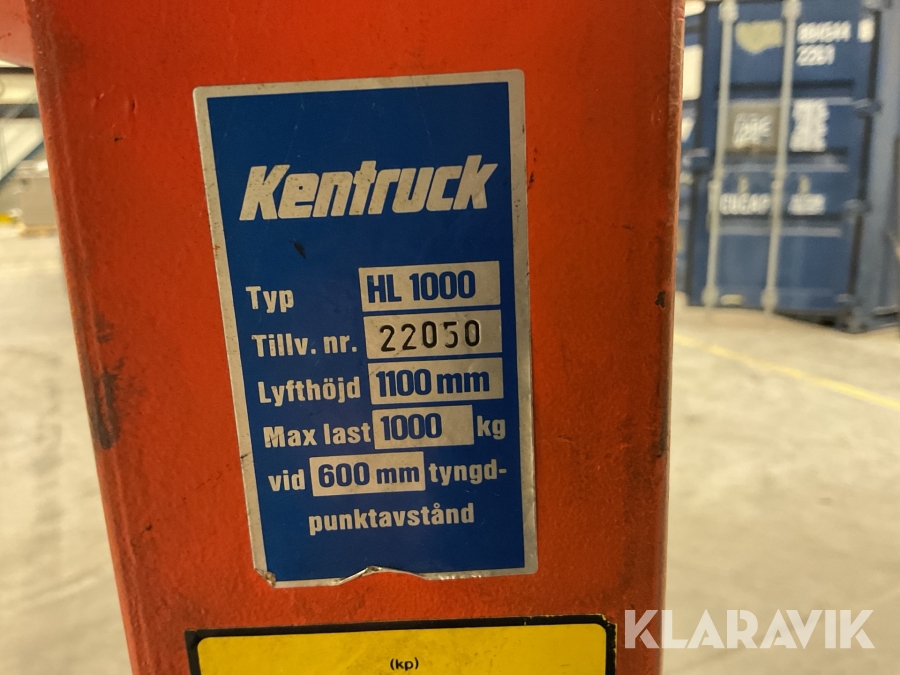 Kentruck
Typ HL 1000
Tillv. nr. 22050
Lyfthöjd 1100 mm
Max last 1000 kg
vid 600 mm tyngd-
punktavstånd
(kp)
KLARAVIK